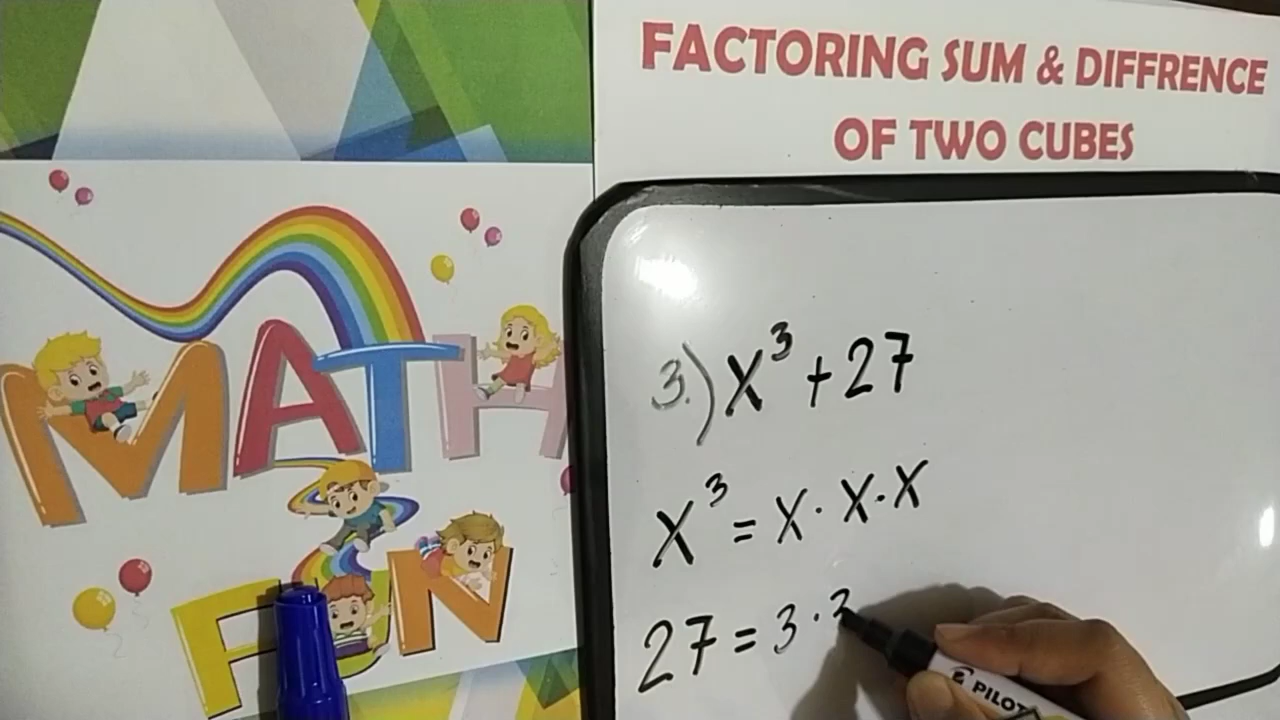 FACTORING SUM & DIFFRENCE
OF TWO CUBES
MATH
FUN
3.) x³ + 27
x³ = x · x · x
27 = 3 · 3
PILOT